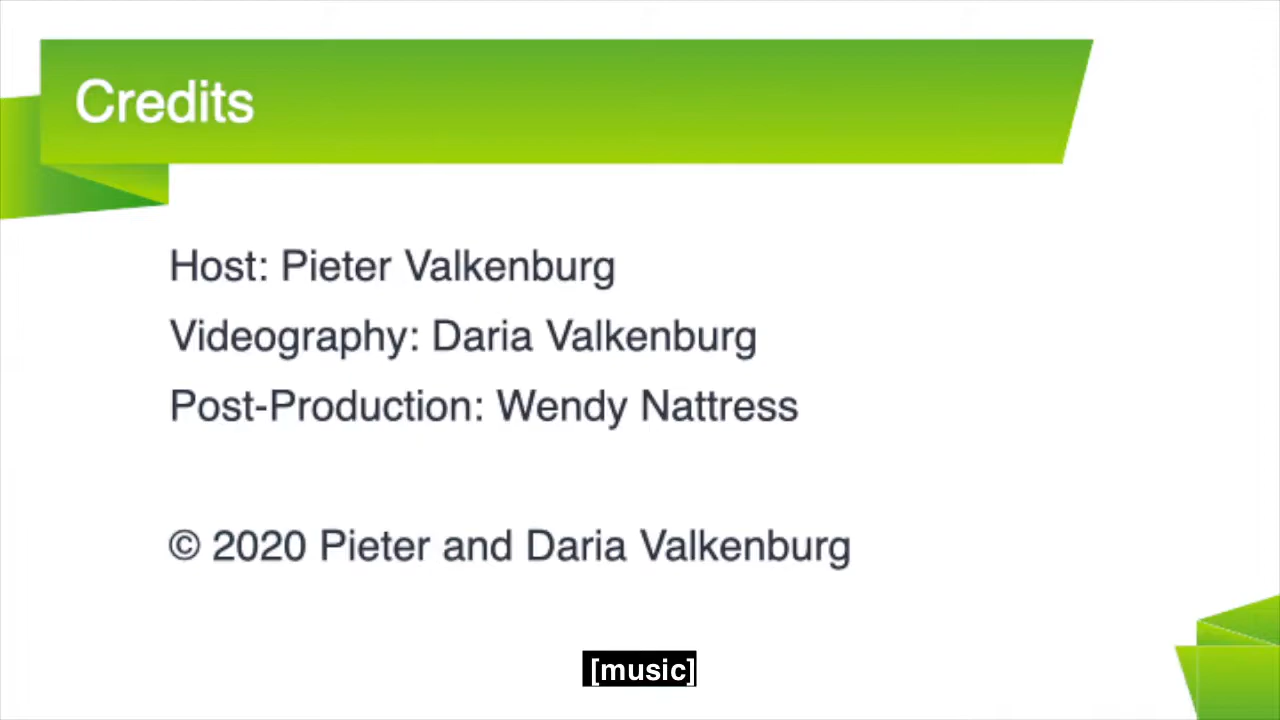 Credits
Host: Pieter Valkenburg
Videography: Daria Valkenburg
Post-Production: Wendy Nattress
© 2020 Pieter and Daria Valkenburg
[music]